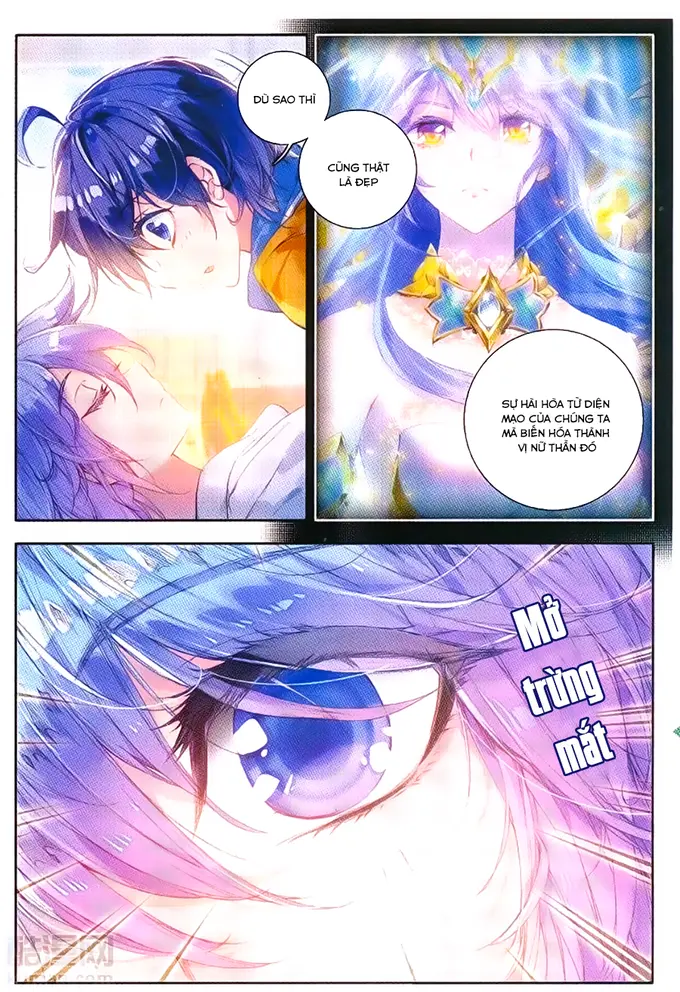 DÙ SAO THÌ
CŨNG THẬT
LÀ ĐẸP
SỰ HÀI HÒA TỪ DIỆN
MẠO CỦA CHÚNG TA
MÀ BIẾN HÓA THÀNH
VỊ NỮ THẦN ĐÓ
Mở
trừng
mắt